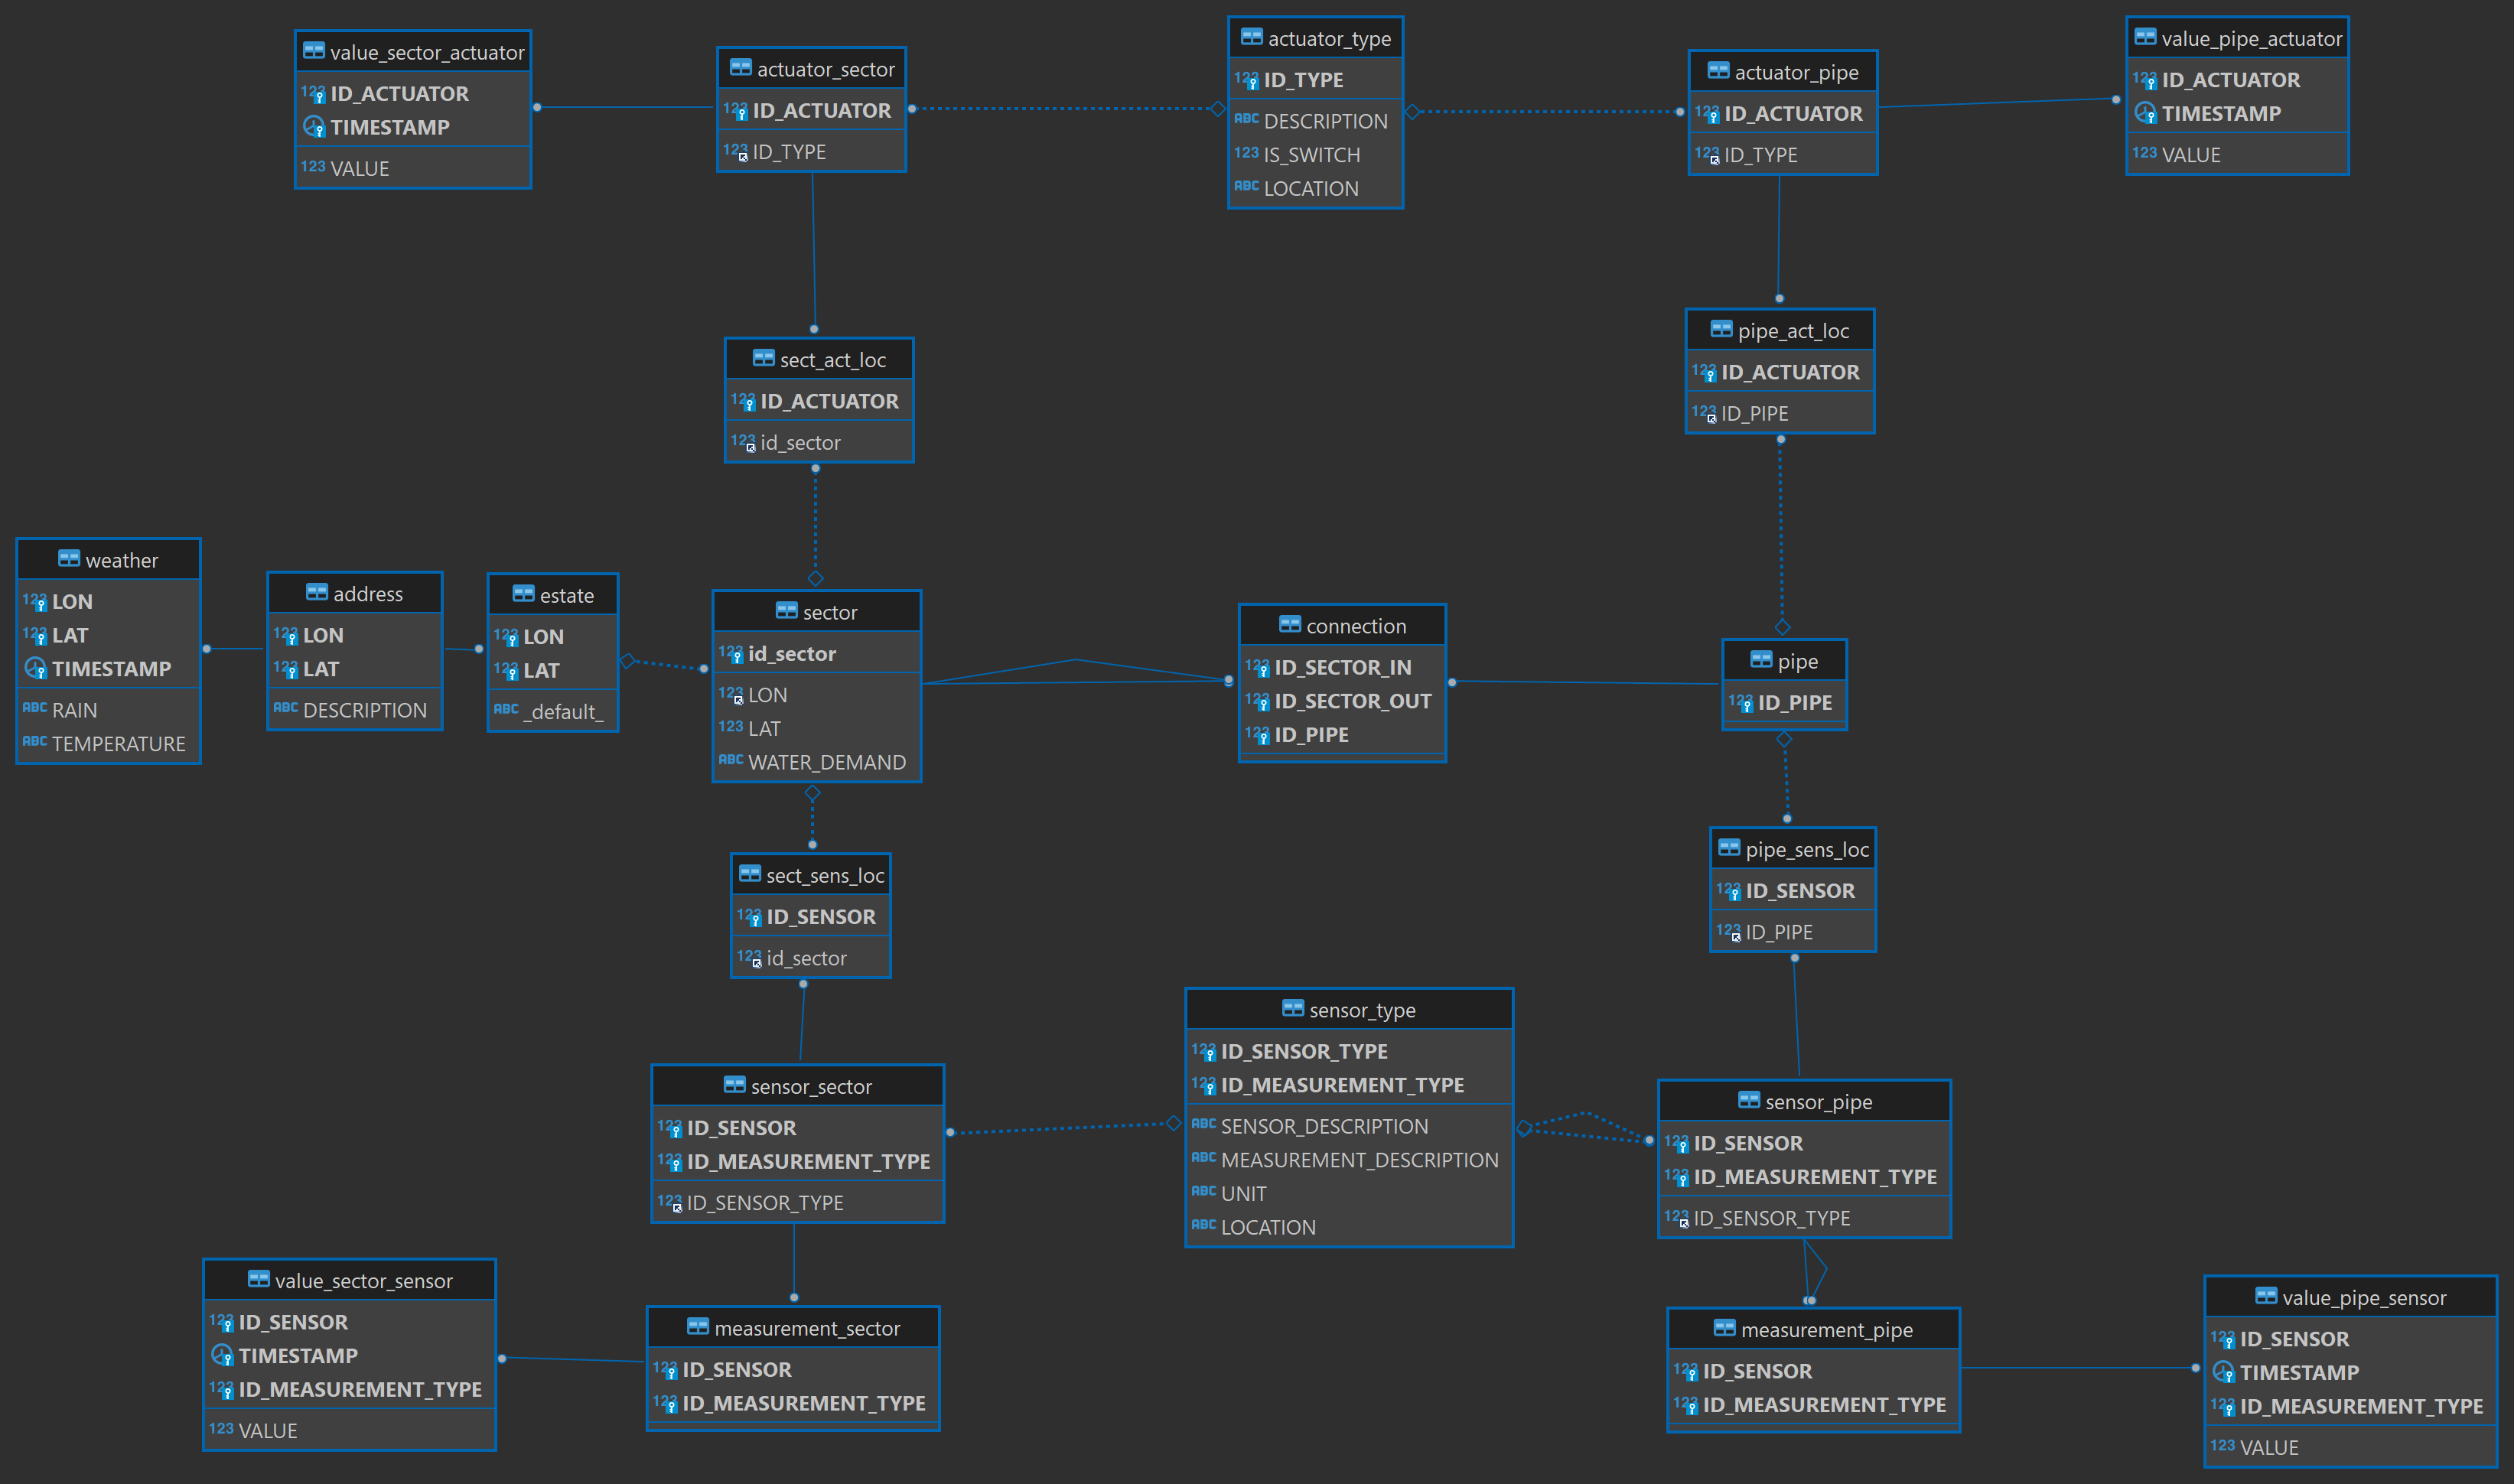 value_sector_actuator
123 ID_ACTUATOR
TIMESTAMP
123 VALUE
actuator_sector
123 ID_ACTUATOR
123 ID_TYPE
actuator_type
123 ID_TYPE
ABC DESCRIPTION
123 IS_SWITCH
ABC LOCATION
actuator_pipe
123 ID_ACTUATOR
123 ID_TYPE
value_pipe_actuator
123 ID_ACTUATOR
TIMESTAMP
123 VALUE
sect_act_loc
123 ID_ACTUATOR
123 id_sector
pipe_act_loc
123 ID_ACTUATOR
123 ID_PIPE
weather
123 LON
123 LAT
TIMESTAMP
ABC RAIN
ABC TEMPERATURE
address
123 LON
123 LAT
ABC DESCRIPTION
estate
123 LON
123 LAT
ABC _default_
sector
123 id_sector
123 LON
123 LAT
ABC WATER_DEMAND
connection
123 ID_SECTOR_IN
123 ID_SECTOR_OUT
123 ID_PIPE
pipe
123 ID_PIPE
sect_sens_loc
123 ID_SENSOR
123 id_sector
pipe_sens_loc
123 ID_SENSOR
123 ID_PIPE
sensor_sector
123 ID_SENSOR
123 ID_MEASUREMENT_TYPE
123 ID_SENSOR_TYPE
sensor_type
123 ID_SENSOR_TYPE
123 ID_MEASUREMENT_TYPE
ABC SENSOR_DESCRIPTION
ABC MEASUREMENT_DESCRIPTION
ABC UNIT
ABC LOCATION
sensor_pipe
123 ID_SENSOR
123 ID_MEASUREMENT_TYPE
123 ID_SENSOR_TYPE
value_sector_sensor
123 ID_SENSOR
TIMESTAMP
123 ID_MEASUREMENT_TYPE
123 VALUE
measurement_sector
123 ID_SENSOR
123 ID_MEASUREMENT_TYPE
measurement_pipe
123 ID_SENSOR
123 ID_MEASUREMENT_TYPE
value_pipe_sensor
123 ID_SENSOR
TIMESTAMP
123 ID_MEASUREMENT_TYPE
123 VALUE